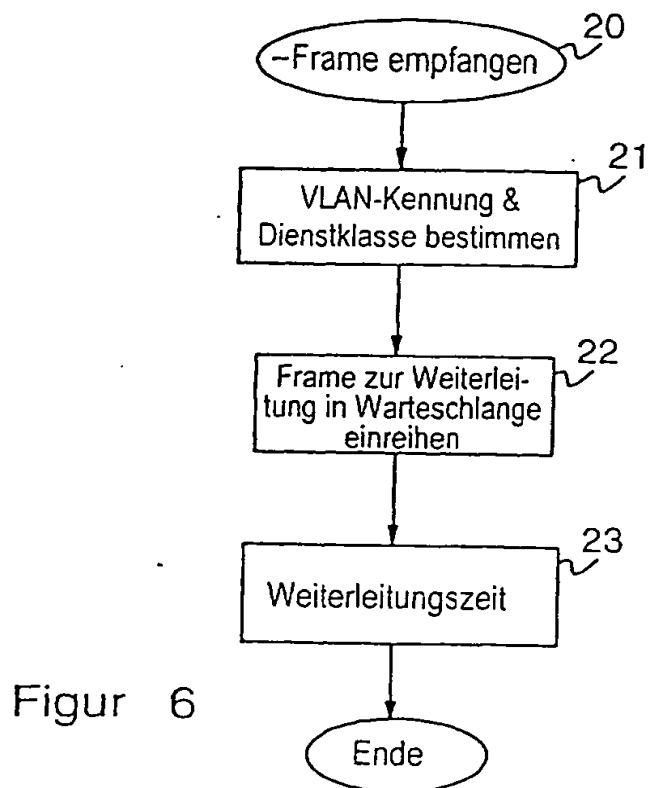 20
–Frame empfangen
21
VLAN-Kennung &
Dienstklasse bestimmen
22
Frame zur Weiterlei-
tung in Warteschlange
einreihen
23
Weiterleitungszeit
Figur 6
Ende